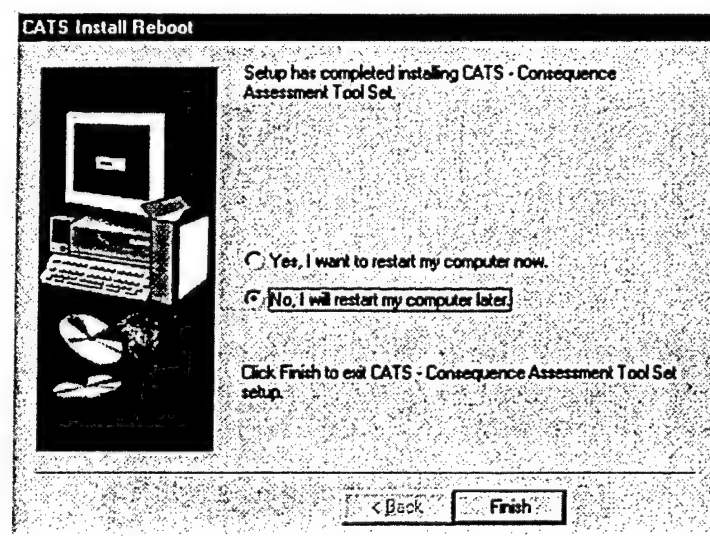 CATS Install Reboot
Setup has completed installing CATS - Consequence
Assessment Tool Set.
Yes, I want to restart my computer now.
No, I will restart my computer later.
Click Finish to exit CATS - Consequence Assessment Tool Set
setup.
< Back
Finish